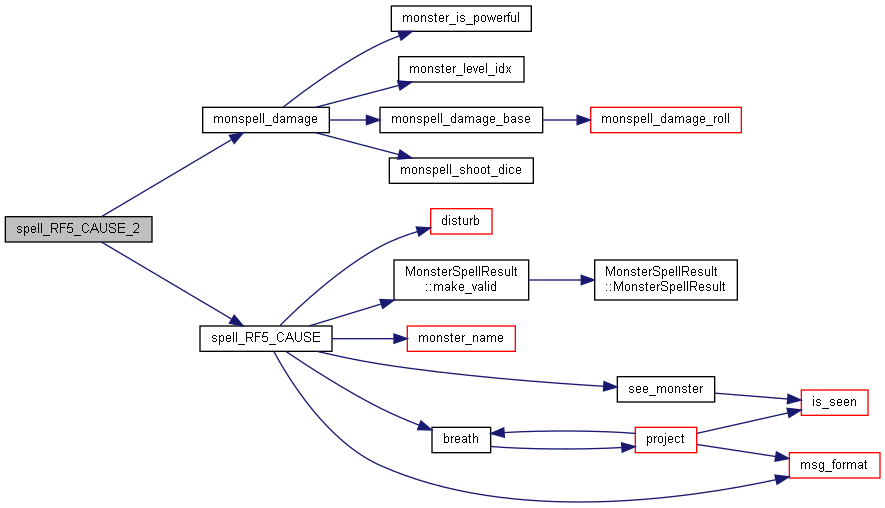 monster_is_powerful
monster_level_idx
monspell_damage
monspell_damage_base
monspell_damage_roll
monspell_shoot_dice
spell_RF5_CAUSE_2
disturb
MonsterSpellResult
::make_valid
MonsterSpellResult
::MonsterSpellResult
spell_RF5_CAUSE
monster_name
see_monster
is_seen
breath
project
msg_format